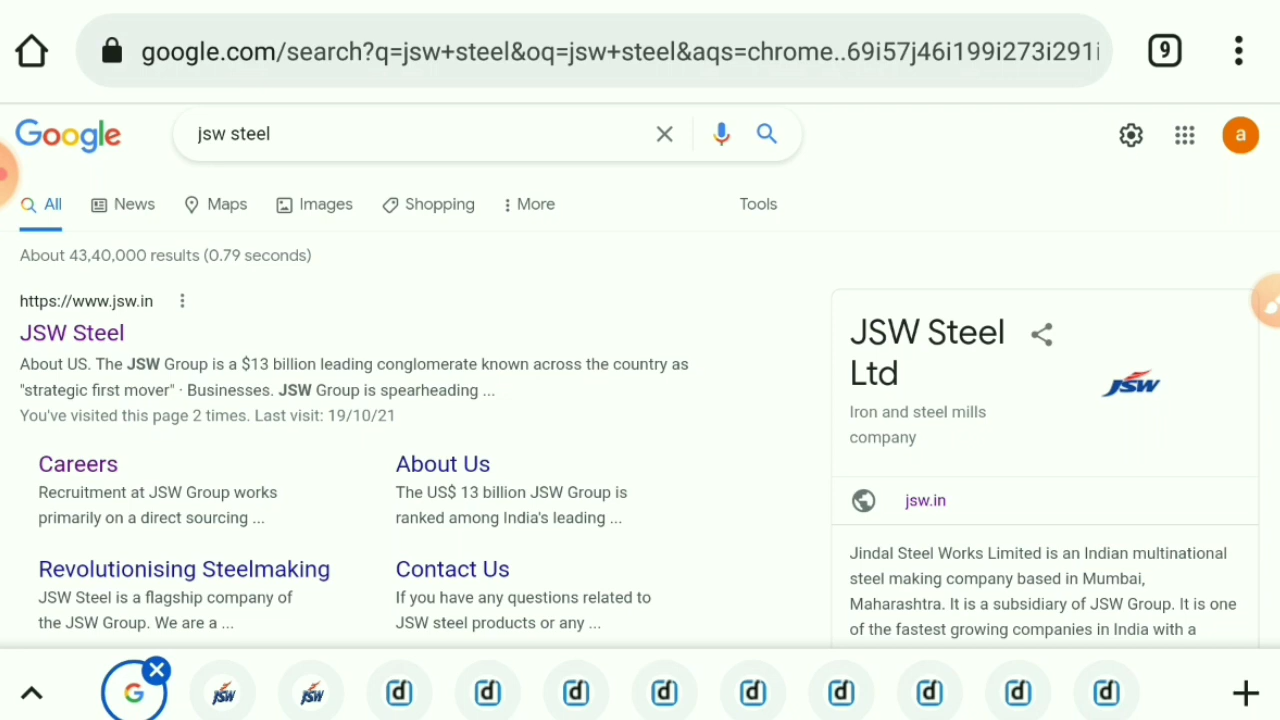 google.com/search?q=jsw+steel&oq=jsw+steel&aqs=chrome..69i57j46i199i273i291i
9
Google
jsw steel
a
All
News
Maps
Images
Shopping
More
Tools
About 43,40,000 results (0.79 seconds)
https://www.jsw.in
JSW Steel
About US. The JSW Group is a $13 billion leading conglomerate known across the country as
"strategic first mover" · Businesses. JSW Group is spearheading ...
You've visited this page 2 times. Last visit: 19/10/21
Careers
Recruitment at JSW Group works
primarily on a direct sourcing ...
About Us
The US$ 13 billion JSW Group is
ranked among India's leading ...
Revolutionising Steelmaking
JSW Steel is a flagship company of
the JSW Group. We are a ...
Contact Us
If you have any questions related to
JSW steel products or any ...
JSW Steel
Ltd
JSW
Iron and steel mills
company
jsw.in
Jindal Steel Works Limited is an Indian multinational
steel making company based in Mumbai,
Maharashtra. It is a subsidiary of JSW Group. It is one
of the fastest growing companies in India with a
G
JSW
JSW
d
d
d
d
d
d
d
d
d